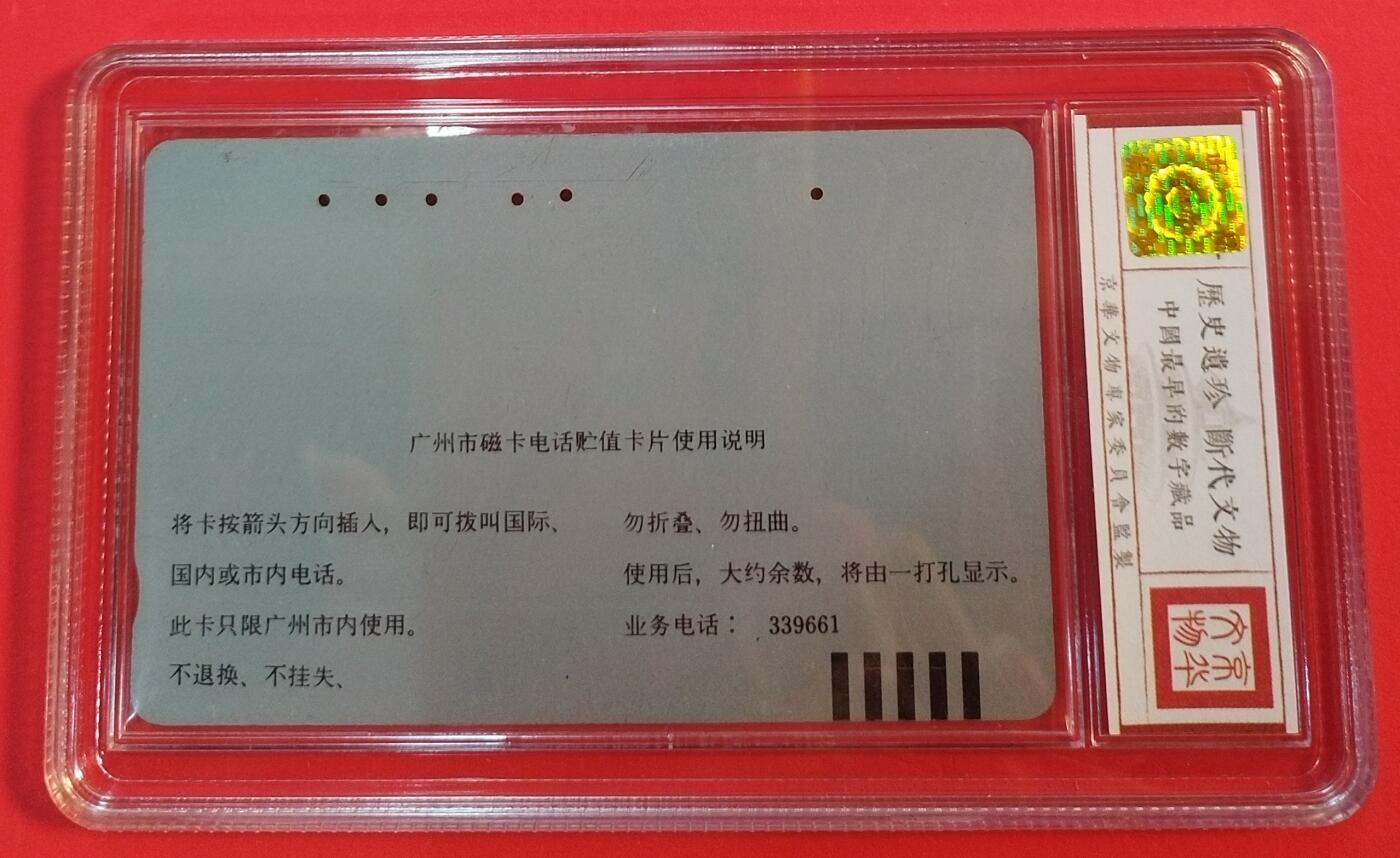 广州市磁卡电话贮值卡片使用说明
将卡按箭头方向插入，即可拨叫国际、
国内或市内电话。
此卡只限广州市内使用。
不退换、不挂失、
勿折叠、勿扭曲。
使用后，大约余数，将由一打孔显示。
业务电话： 339661
歷史遺珍 斷代文物
中國最早的數字藏品
京華文物專家委員會監製
京华
文物